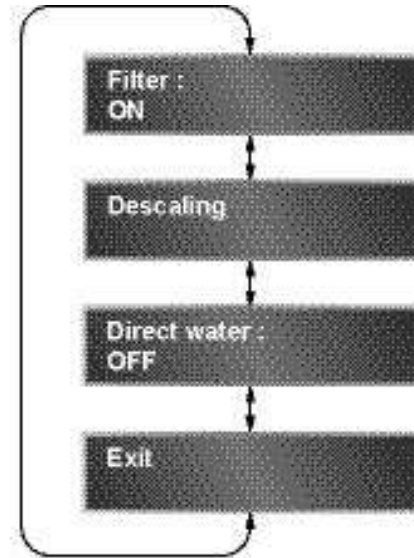 Filter :
ON
Descaling
Direct water :
OFF
Exit